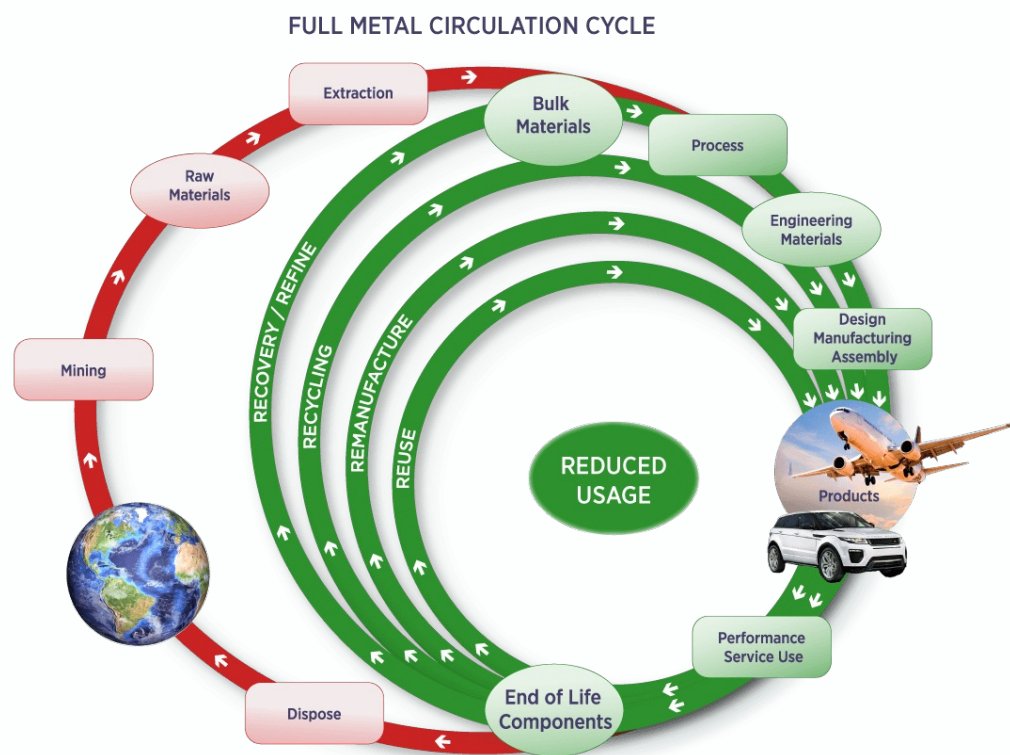 FULL METAL CIRCULATION CYCLE
Extraction
Bulk
Materials
Process
Raw
Materials
Engineering
Materials
Mining
Design
Manufacturing
Assembly
RECOVERY / REFINE
RECYCLING
REMANUFACTURE
REUSE
REDUCED
USAGE
Products
Performance
Service Use
End of Life
Components
Dispose